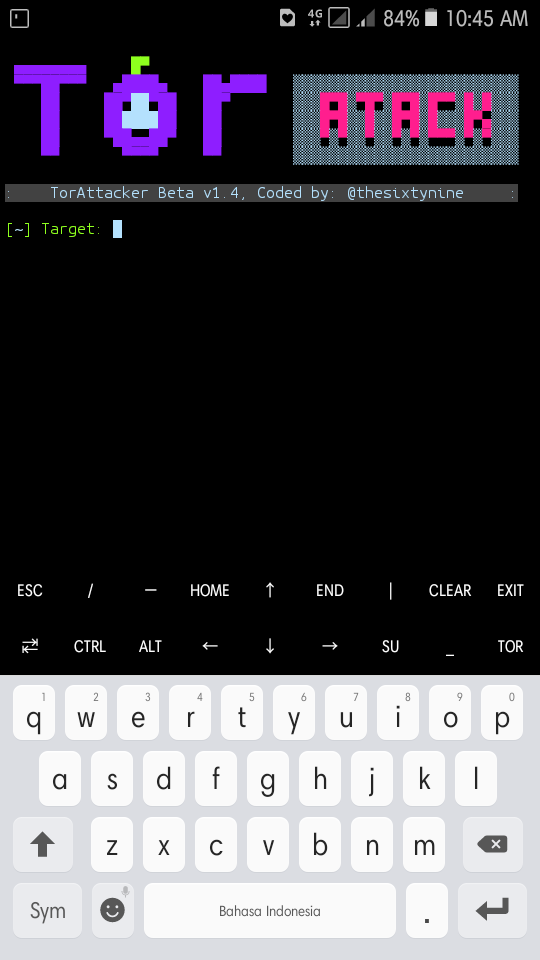 4G 84% 10:45 AM
Tor ATACK
: TorAttacker Beta v1.4, Coded by: @thesixtynine :
[~] Target:
ESC / — HOME ↑ END | CLEAR EXIT
⇄ CTRL ALT ← ↓ → SU _ TOR
1 2 3 4 5 6 7 8 9 0
q w e r t y u i o p
a s d f g h j k l
z x c v b n m
Sym Bahasa Indonesia .